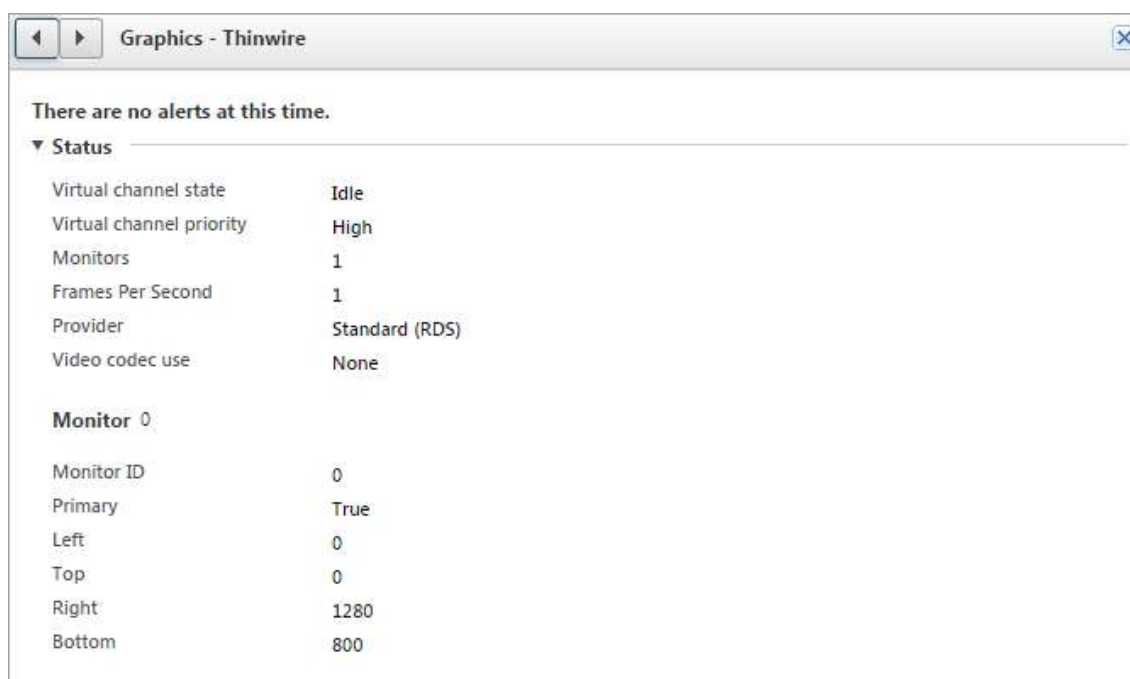 Graphics - Thinwire
There are no alerts at this time.
Status
Virtual channel state Idle
Virtual channel priority High
Monitors 1
Frames Per Second 1
Provider Standard (RDS)
Video codec use None
Monitor 0
Monitor ID 0
Primary True
Left 0
Top 0
Right 1280
Bottom 800